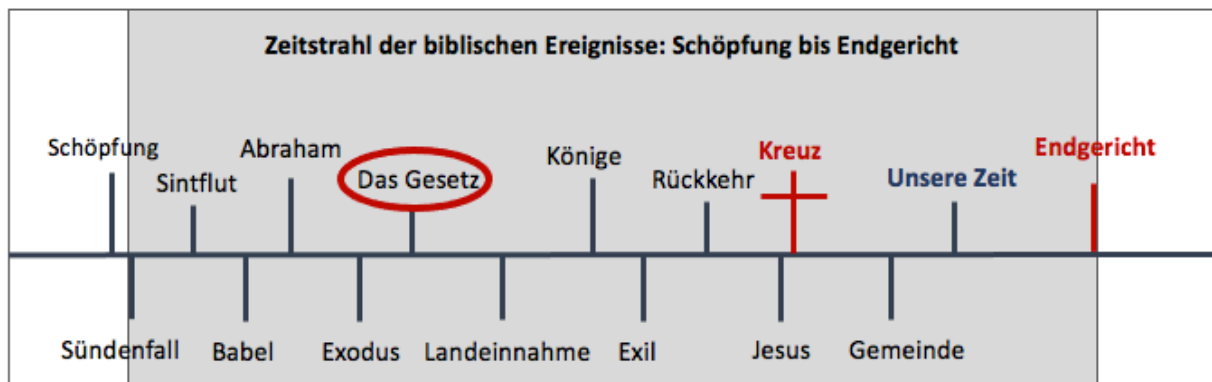 Zeitstrahl der biblischen Ereignisse: Schöpfung bis Endgericht
Schöpfung
Sintflut
Abraham
Das Gesetz
Könige
Rückkehr
Kreuz
Unsere Zeit
Endgericht
Sündenfall
Babel
Exodus
Landeinnahme
Exil
Jesus
Gemeinde